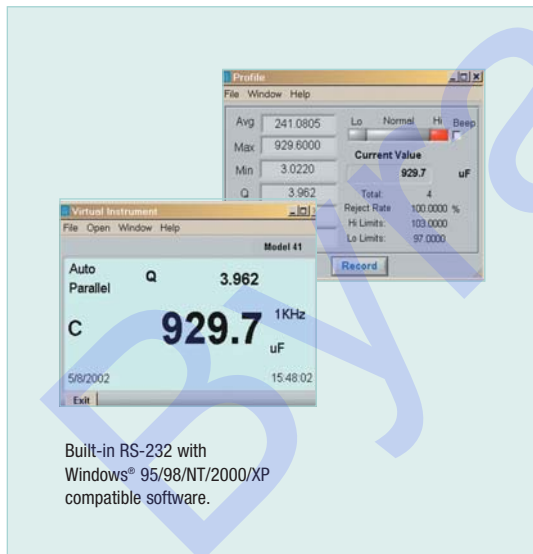 Profile
File Window Help
Avg 241.0805
Max 929.6000
Min 3.0220
Q 3.962
Lo Normal Hi Beep
Current Value
929.7 uF
Total: 4
Reject Rate 100.0000 %
Hi Limits: 103.0000
Lo Limits: 97.0000
Record
Virtual Instrument
File Open Window Help
Model 41
Auto
Parallel
Q 3.962
C 929.7 1KHz
uF
5/8/2002 15:48:02
Exit
Built-in RS-232 with
Windows® 95/98/NT/2000/XP
compatible software.